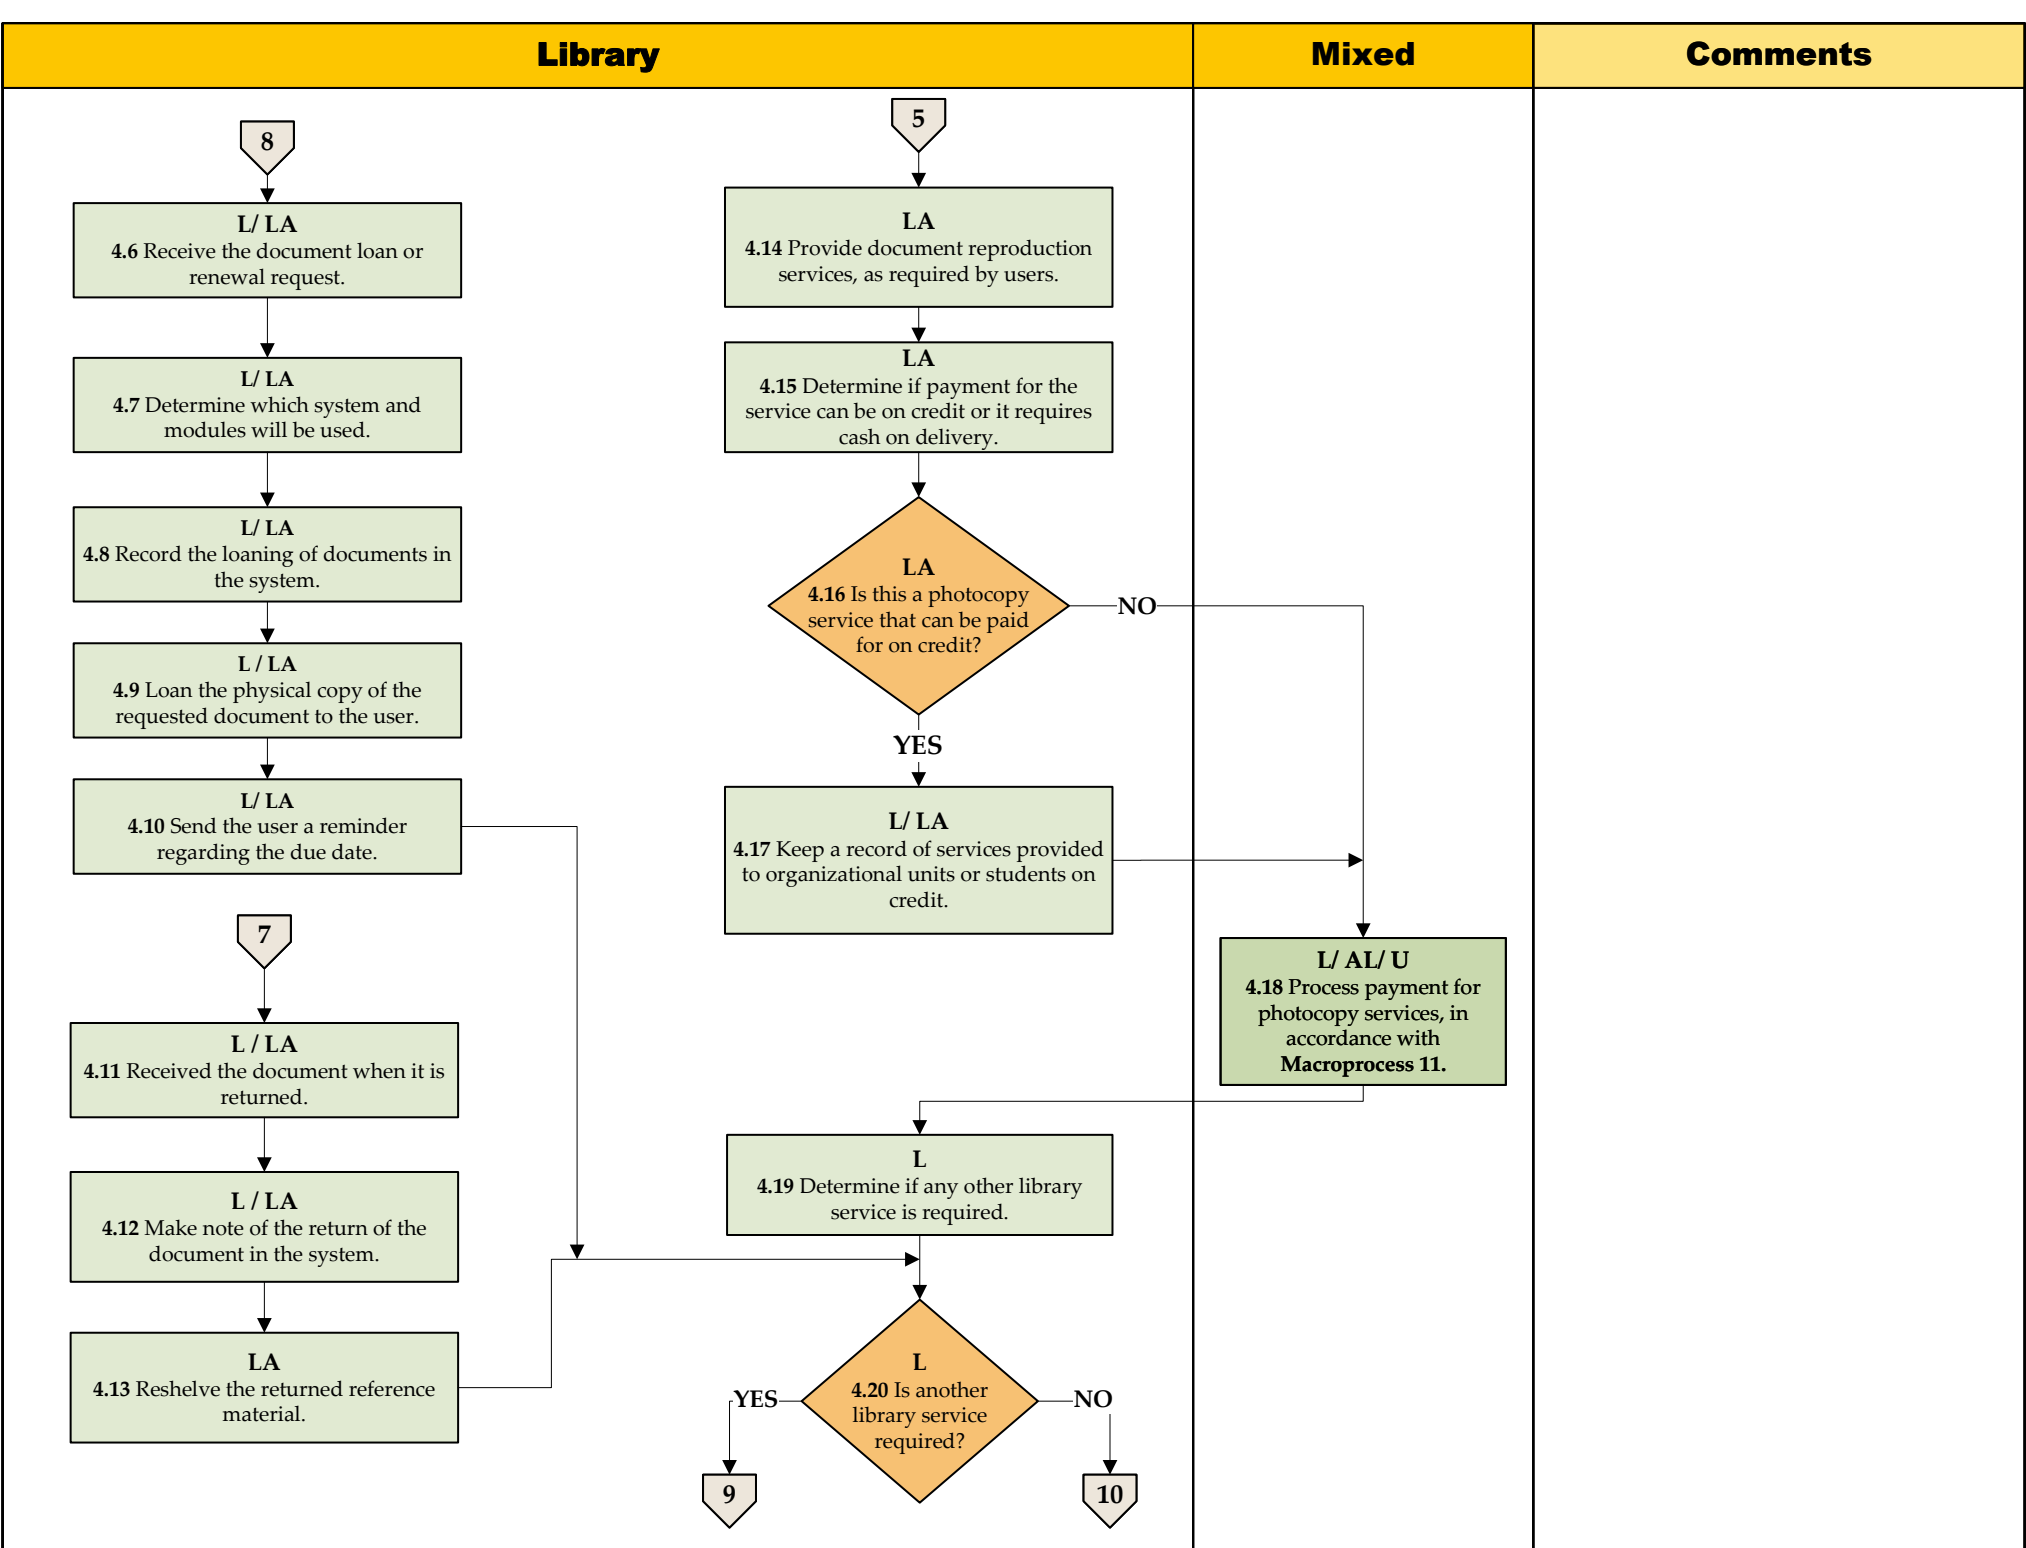 Library
Mixed
Comments
8
L/ LA
4.6 Receive the document loan or
renewal request.
L/ LA
4.7 Determine which system and
modules will be used.
L/ LA
4.8 Record the loaning of documents in
the system.
L / LA
4.9 Loan the physical copy of the
requested document to the user.
L/ LA
4.10 Send the user a reminder
regarding the due date.
7
L / LA
4.11 Received the document when it is
returned.
L / LA
4.12 Make note of the return of the
document in the system.
LA
4.13 Reshelve the returned reference
material.
5
LA
4.14 Provide document reproduction
services, as required by users.
LA
4.15 Determine if payment for the
service can be on credit or it requires
cash on delivery.
LA
4.16 Is this a photocopy
service that can be paid
for on credit?
NO
YES
L/ LA
4.17 Keep a record of services provided
to organizational units or students on
credit.
L/ AL/ U
4.18 Process payment for
photocopy services, in
accordance with
Macroprocess 11.
L
4.19 Determine if any other library
service is required.
L
4.20 Is another
library service
required?
YES
NO
9
10